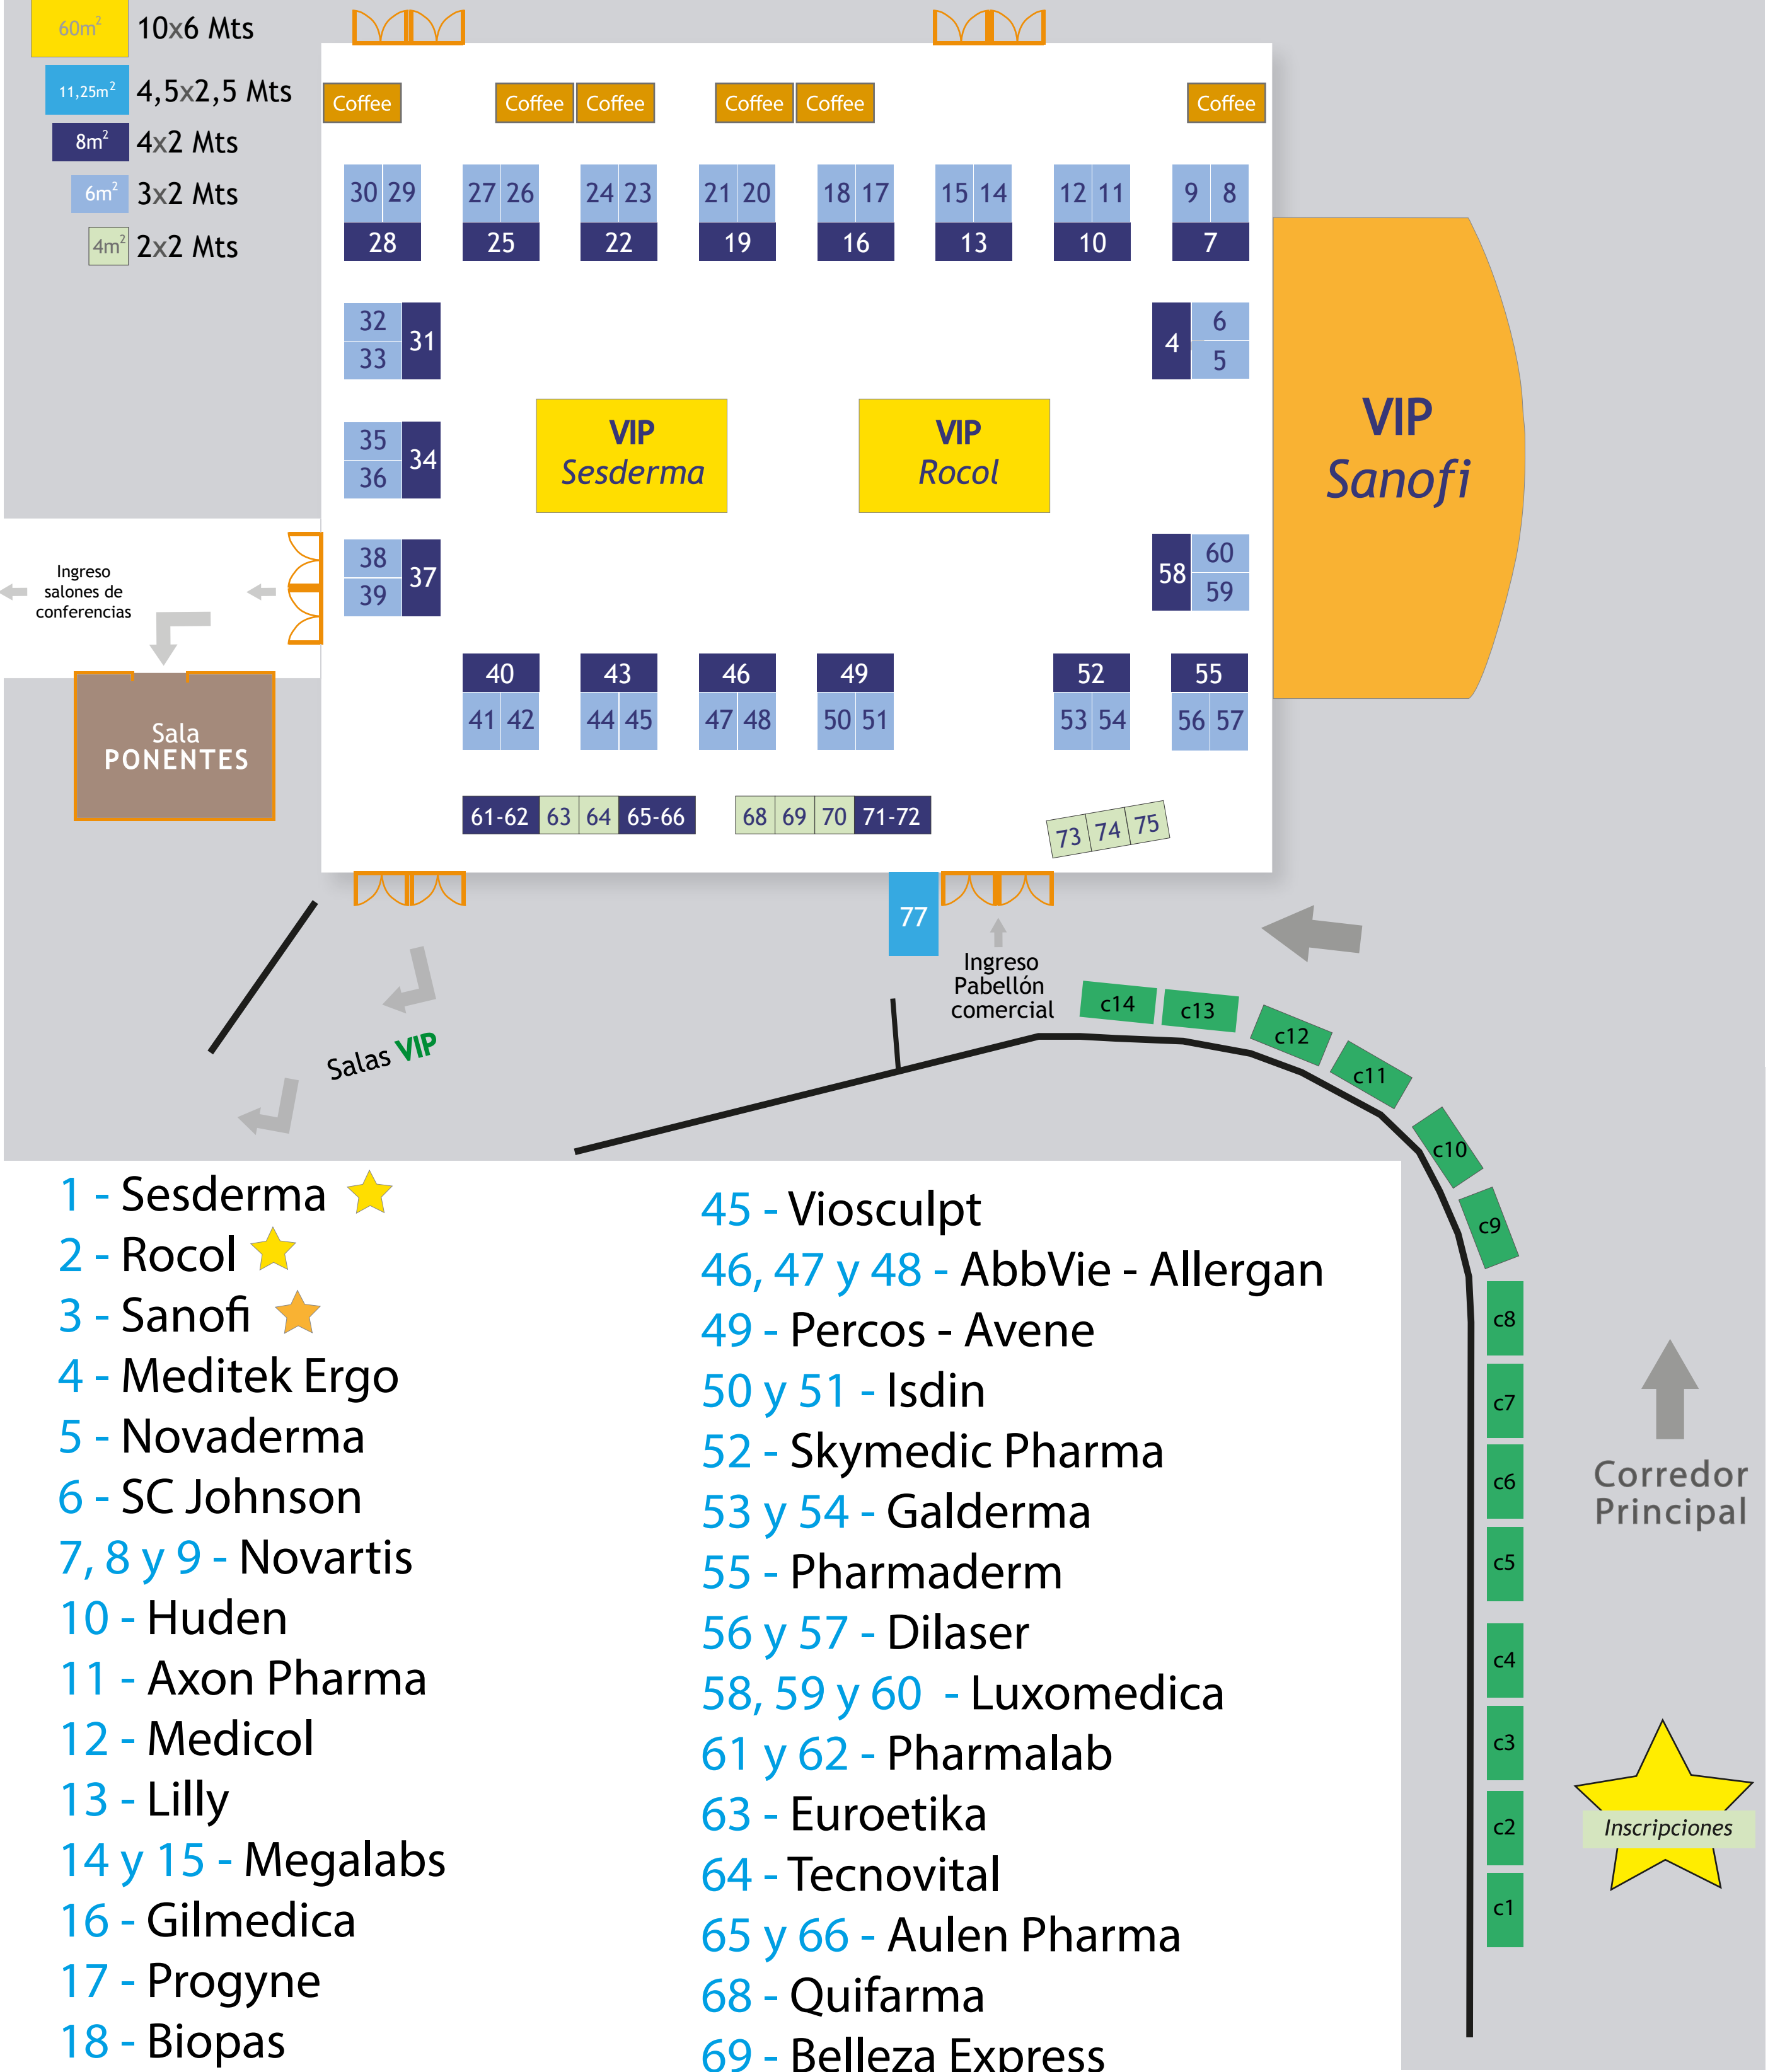 60m² 10x6 Mts
11,25m² 4,5x2,5 Mts
8m² 4x2 Mts
6m² 3x2 Mts
4m² 2x2 Mts
Coffee Coffee Coffee Coffee Coffee Coffee
30 29 27 26 24 23 21 20 18 17 15 14 12 11 9 8
28 25 22 19 16 13 10 7
32 31 33
4 6 5
35 34 36
VIP
Sesderma
VIP
Rocol
VIP
Sanofi
38 37 39
58 60 59
Ingreso
salones de
conferencias
Sala
PONENTES
40 43 46 49 52 55
41 42 44 45 47 48 50 51 53 54 56 57
61-62 63 64 65-66 68 69 70 71-72
73 74 75
77
Ingreso
Pabellón
comercial
Salas VIP
c14 c13 c12 c11 c10 c9 c8 c7 c6 c5 c4 c3 c2 c1
Corredor
Principal
Inscripciones
1 - Sesderma
2 - Rocol
3 - Sanofi
4 - Meditek Ergo
5 - Novaderma
6 - SC Johnson
7, 8 y 9 - Novartis
10 - Huden
11 - Axon Pharma
12 - Medicol
13 - Lilly
14 y 15 - Megalabs
16 - Gilmedica
17 - Progyne
18 - Biopas
45 - Viosculpt
46, 47 y 48 - AbbVie - Allergan
49 - Percos - Avene
50 y 51 - Isdin
52 - Skymedic Pharma
53 y 54 - Galderma
55 - Pharmaderm
56 y 57 - Dilaser
58, 59 y 60 - Luxomedica
61 y 62 - Pharmalab
63 - Euroetika
64 - Tecnovital
65 y 66 - Aulen Pharma
68 - Quifarma
69 - Belleza Express